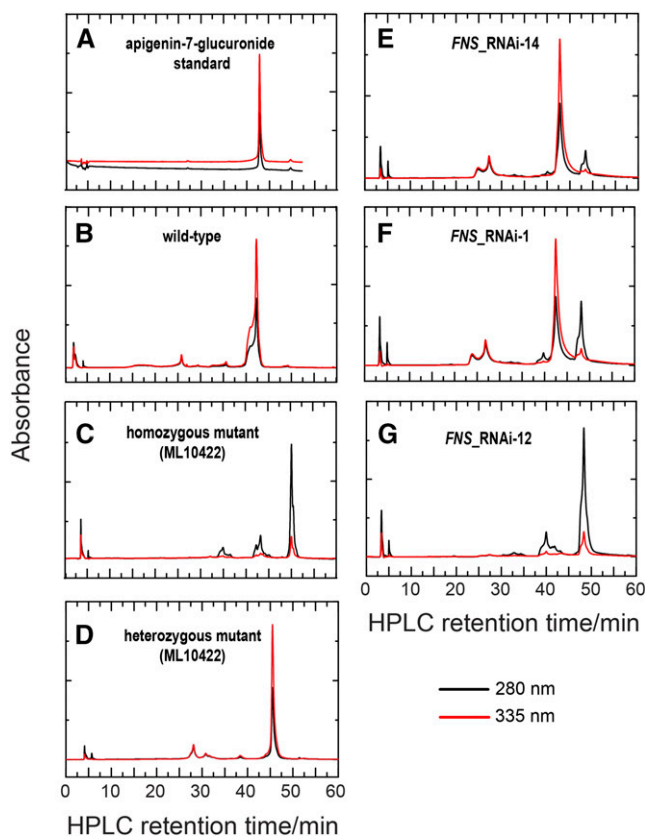 A
apigenin-7-glucuronide
standard
B
wild-type
C
homozygous mutant
(ML10422)
D
heterozygous mutant
(ML10422)
0 10 20 30 40 50 60
HPLC retention time/min
Absorbance
E
FNS_RNAi-14
F
FNS_RNAi-1
G
FNS_RNAi-12
0 10 20 30 40 50 60
HPLC retention time/min
280 nm
335 nm